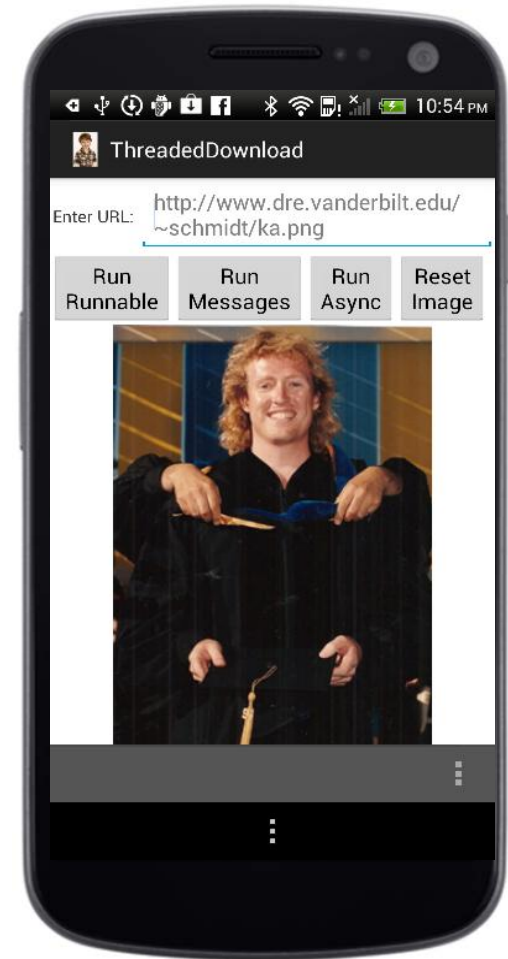 10:54 PM
ThreadedDownload
Enter URL:
http://www.dre.vanderbilt.edu/
~schmidt/ka.png
Run Runnable
Run Messages
Run Async
Reset Image